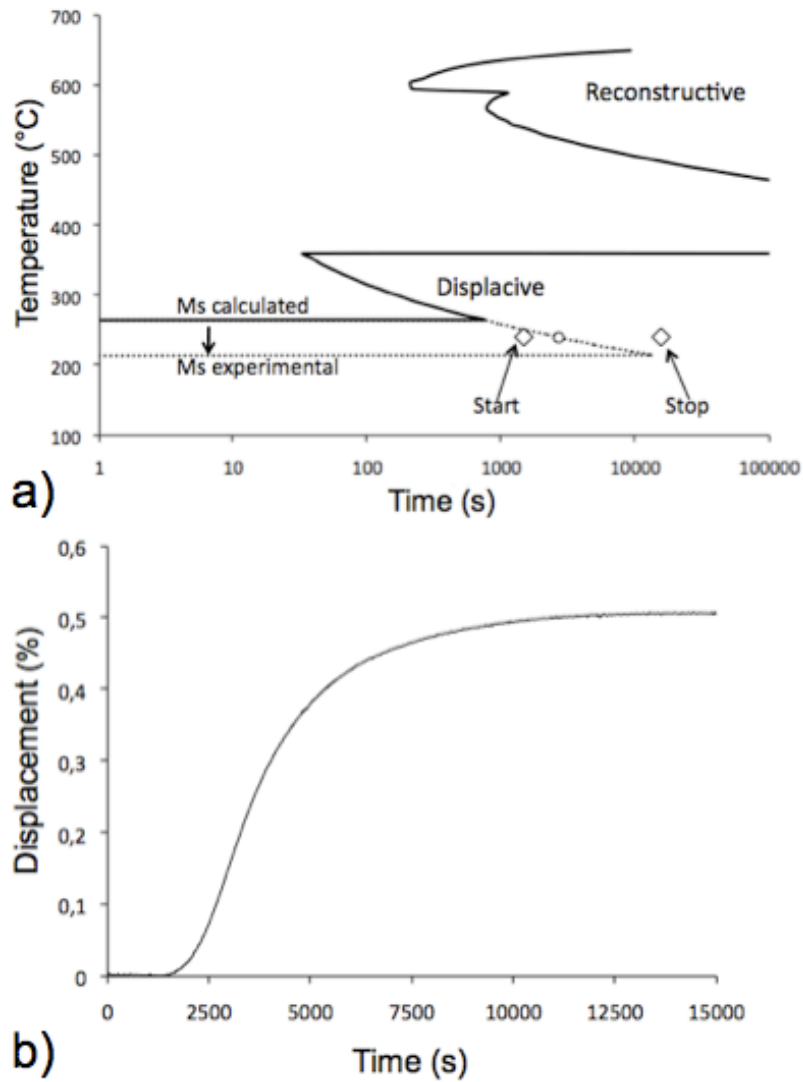 700
600
500
400
300
200
100
Temperature (°C)
Reconstructive
Displacive
Ms calculated
Ms experimental
Start
Stop
1
10
100
1000
10000
100000
Time (s)
a)
0,6
0,5
0,4
0,3
0,2
0,1
0
Displacement (%)
0
2500
5000
7500
10000
12500
15000
Time (s)
b)